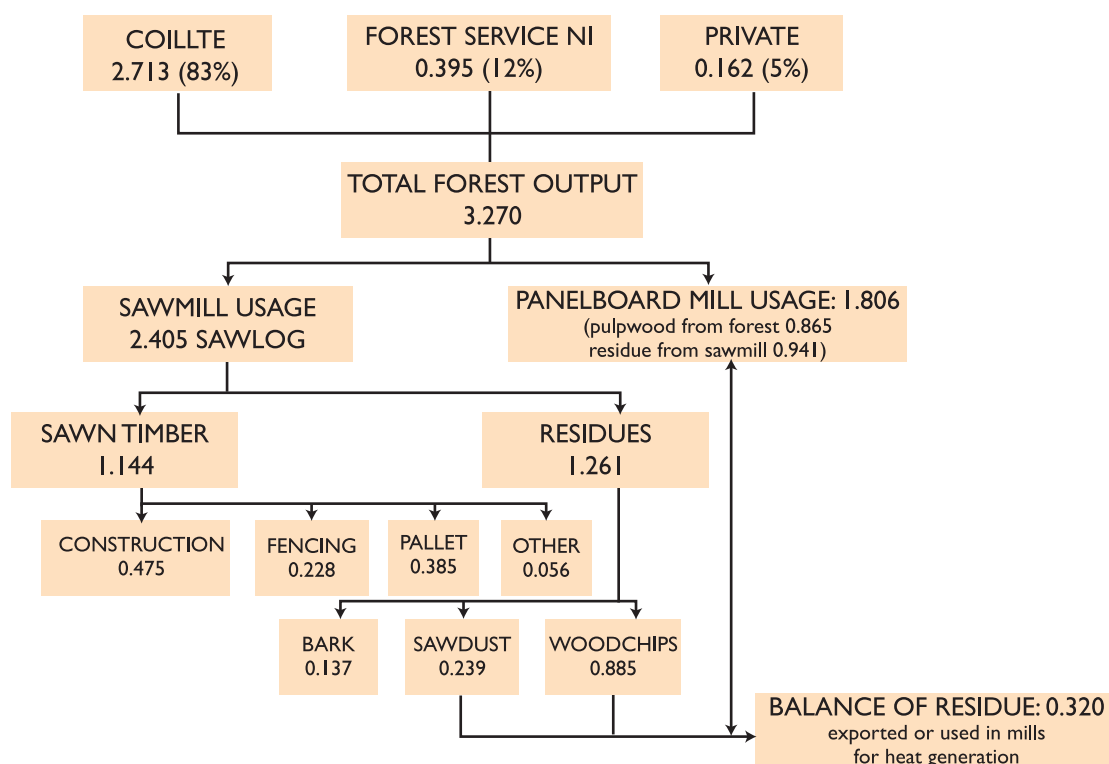 COILLTE
2.713 (83%)
FOREST SERVICE NI
0.395 (12%)
PRIVATE
0.162 (5%)
TOTAL FOREST OUTPUT
3.270
SAWMILL USAGE
2.405 SAWLOG
PANELBOARD MILL USAGE: 1.806
(pulpwood from forest 0.865
residue from sawmill 0.941)
SAWN TIMBER
1.144
RESIDUES
1.261
CONSTRUCTION
0.475
FENCING
0.228
PALLET
0.385
OTHER
0.056
BARK
0.137
SAWDUST
0.239
WOODCHIPS
0.885
BALANCE OF RESIDUE: 0.320
exported or used in mills
for heat generation